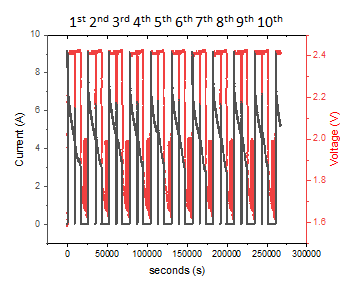 1st 2nd 3rd 4th 5th 6th 7th 8th 9th 10th
10
8
6
4
2
0
Current (A)
2.4
2.2
2.0
1.8
1.6
Voltage (V)
0 50000 100000 150000 200000 250000 300000
seconds (s)